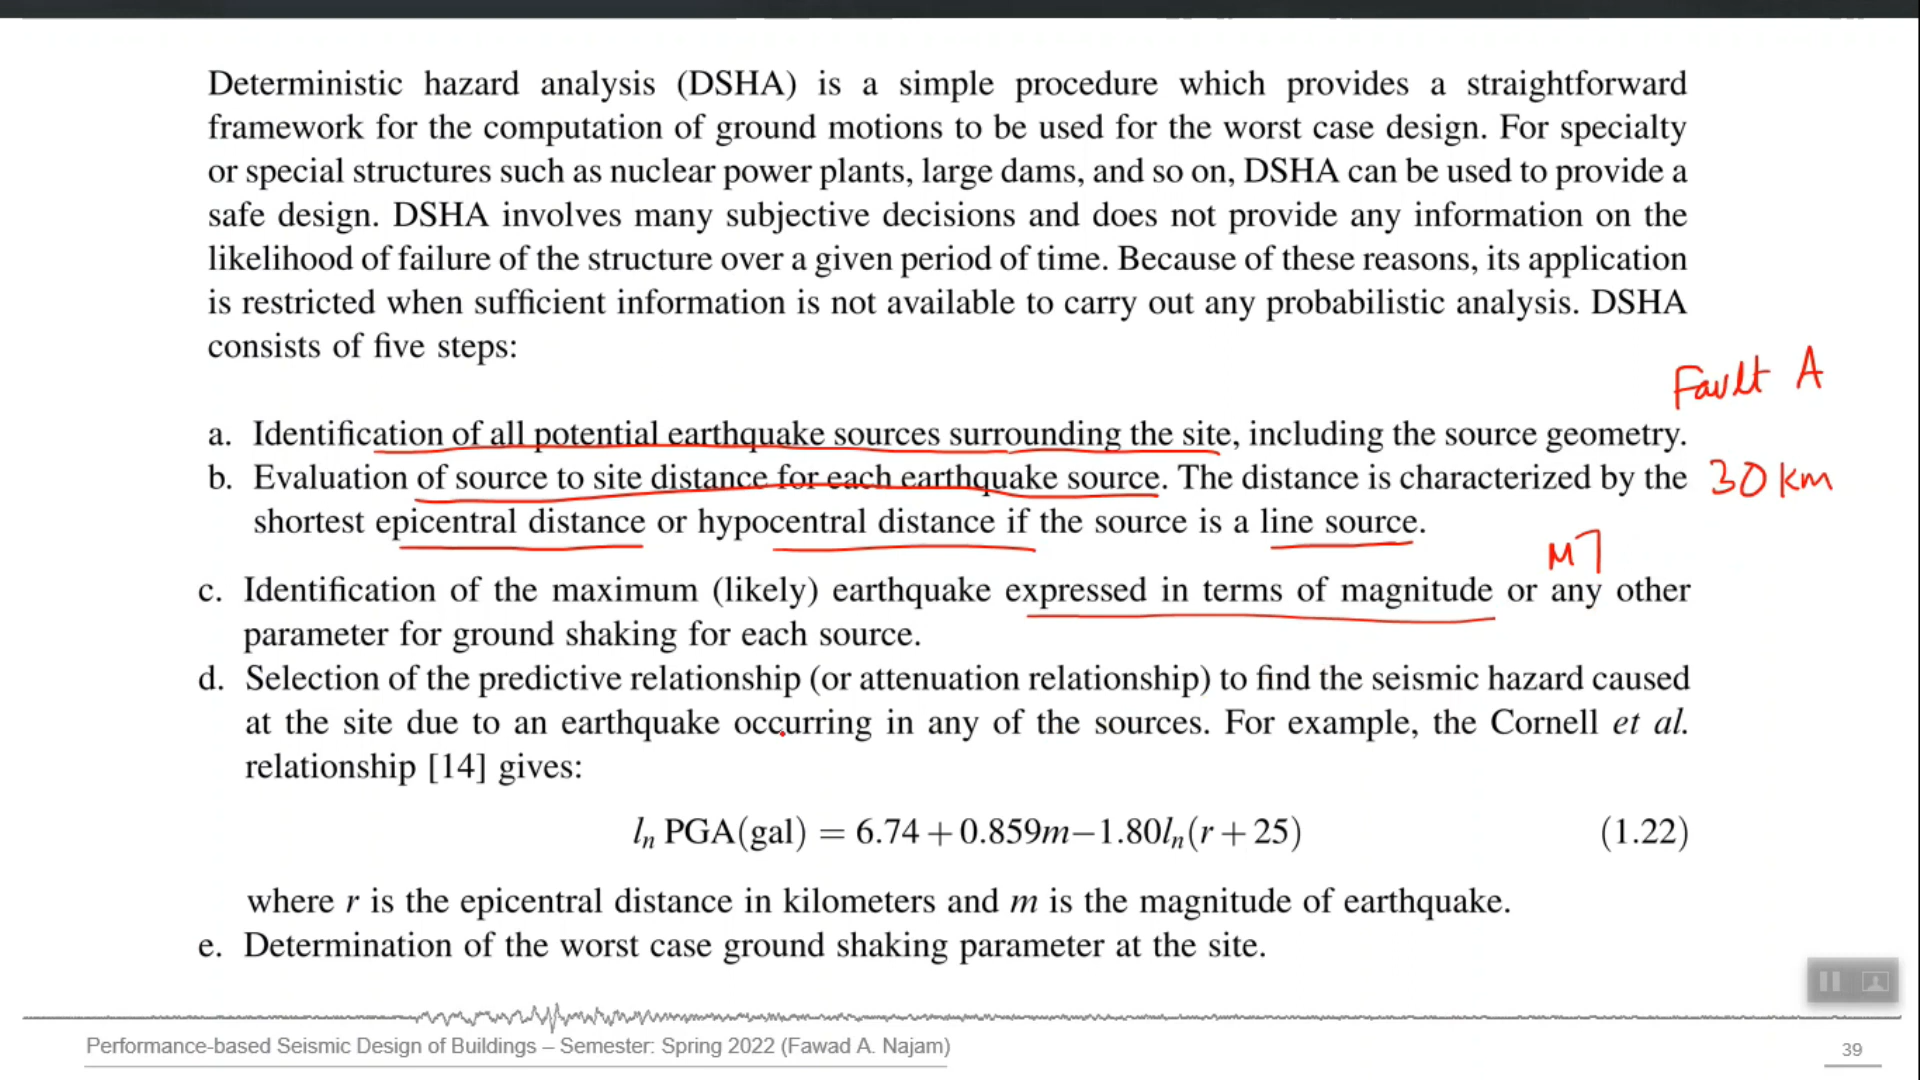 Deterministic hazard analysis (DSHA) is a simple procedure which provides a straightforward
framework for the computation of ground motions to be used for the worst case design. For specialty
or special structures such as nuclear power plants, large dams, and so on, DSHA can be used to provide a
safe design. DSHA involves many subjective decisions and does not provide any information on the
likelihood of failure of the structure over a given period of time. Because of these reasons, its application
is restricted when sufficient information is not available to carry out any probabilistic analysis. DSHA
consists of five steps:
Fault A
a. Identification of all potential earthquake sources surrounding the site, including the source geometry.
b. Evaluation of source to site distance for each earthquake source. The distance is characterized by the
30 km
shortest epicentral distance or hypocentral distance if the source is a line source.
M7
c. Identification of the maximum (likely) earthquake expressed in terms of magnitude or any other
parameter for ground shaking for each source.
d. Selection of the predictive relationship (or attenuation relationship) to find the seismic hazard caused
at the site due to an earthquake occurring in any of the sources. For example, the Cornell et al.
relationship [14] gives:
lₙ PGA(gal) = 6.74 + 0.859m − 1.80lₙ(r + 25) (1.22)
where r is the epicentral distance in kilometers and m is the magnitude of earthquake.
e. Determination of the worst case ground shaking parameter at the site.
Performance-based Seismic Design of Buildings – Semester: Spring 2022 (Fawad A. Najam)
39